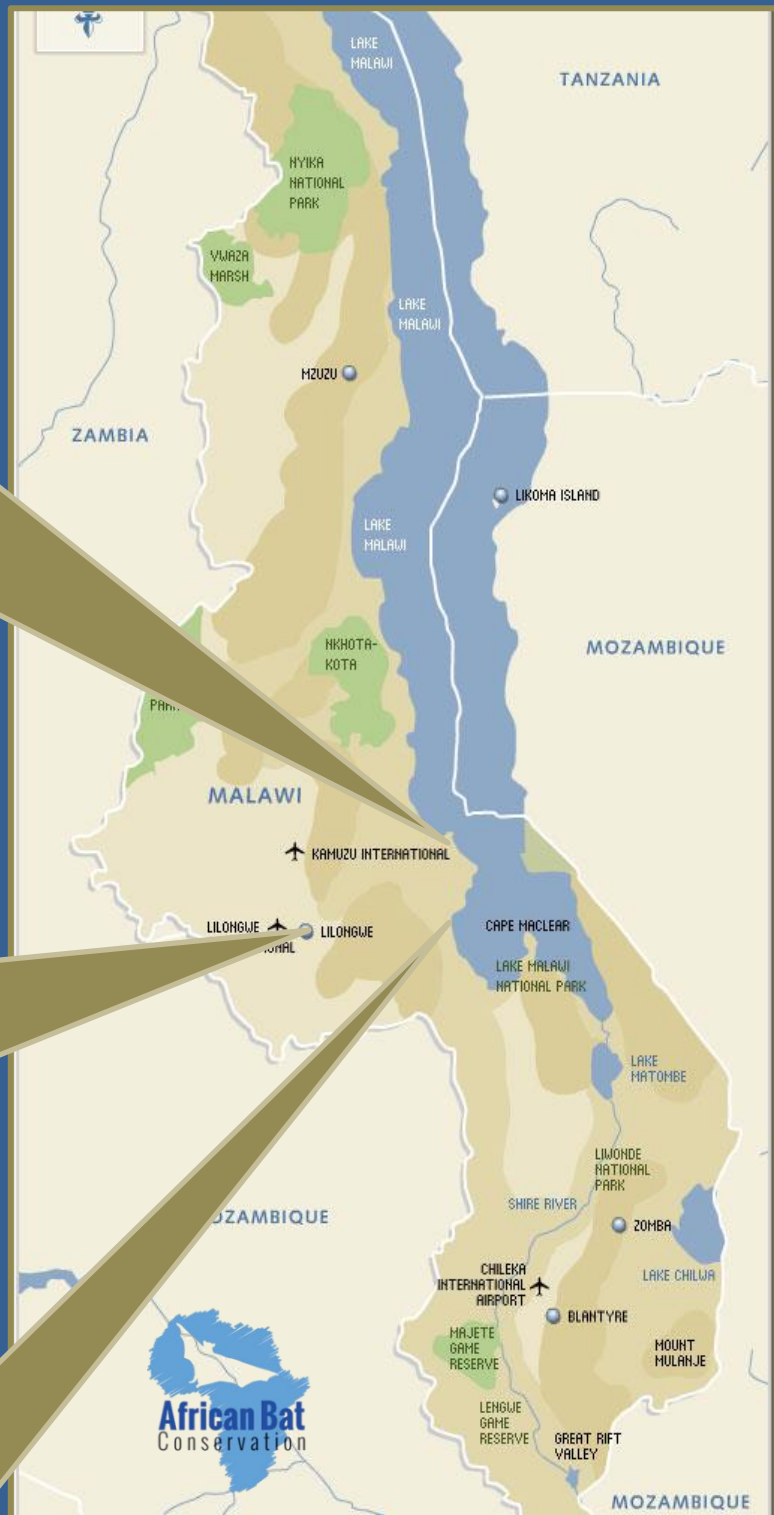 LAKE
MALAWI
TANZANIA
NYIKA
NATIONAL
PARK
VWAZA
MARSH
LAKE
MALAWI
MZUZU
ZAMBIA
LIKOMA ISLAND
LAKE
MALAWI
NKHOTA-
KOTA
MOZAMBIQUE
MALAWI
KAMUZU INTERNATIONAL
LILONGWE
LILONGWE
CAPE MACLEAR
LAKE MALAWI
NATIONAL PARK
LAKE
MATOMBE
LIWONDE
NATIONAL
PARK
SHIRE RIVER
OZAMBIQUE
ZOMBA
LAKE CHILWA
CHILEKA
INTERNATIONAL
AIRPORT
BLANTYRE
MAJETE
GAME
RESERVE
MOUNT
MULANJE
LENGWE
GAME
RESERVE
GREAT RIFT
VALLEY
African Bat
Conservation
MOZAMBIQUE